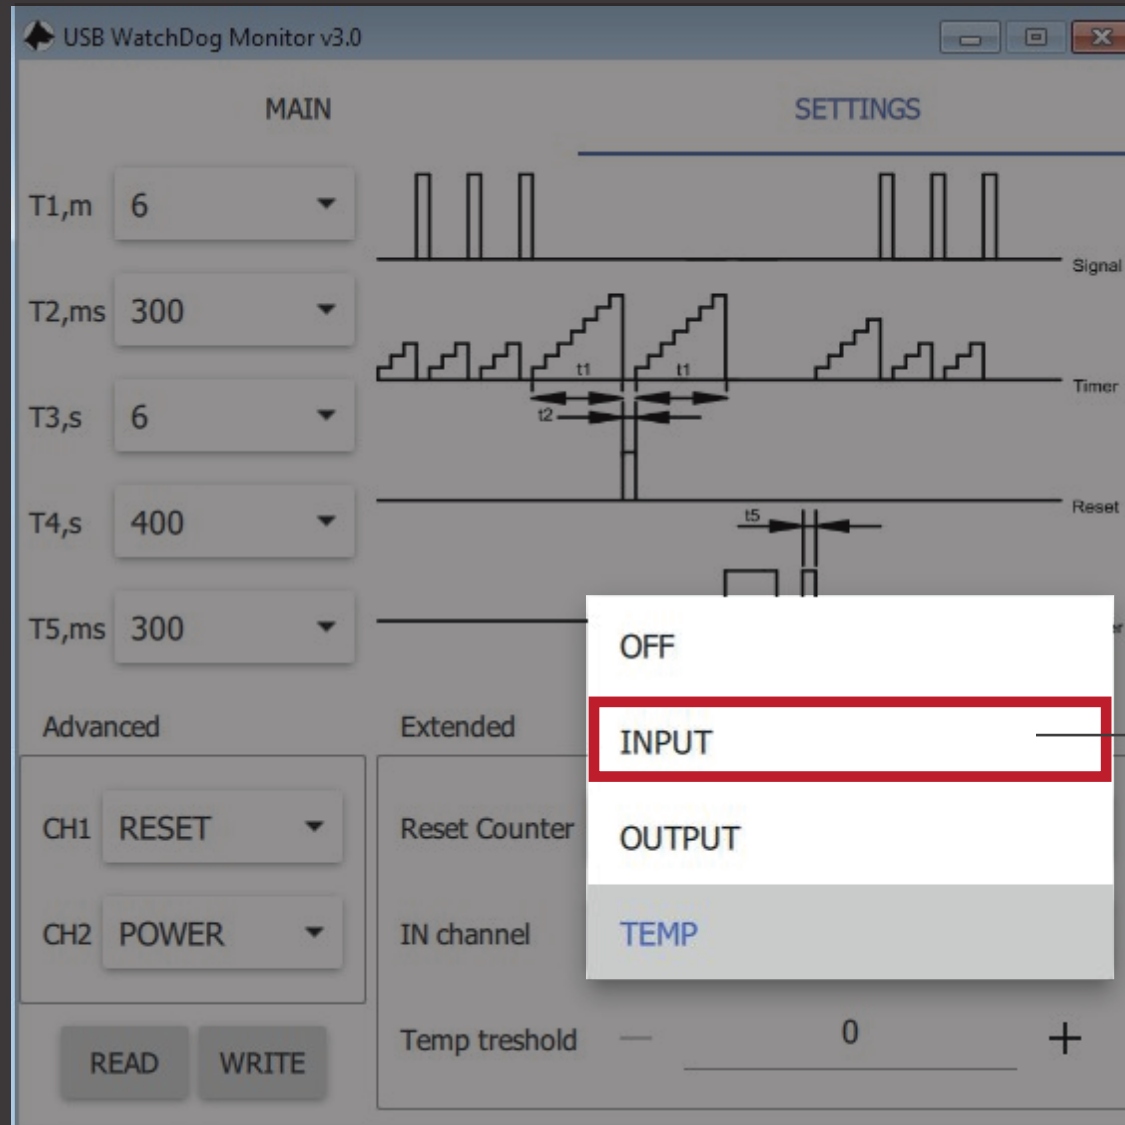 USB WatchDog Monitor v3.0
MAIN
SETTINGS
T1,m 6
Signal
T2,ms 300
t1
t1
Timer
t2
T3,s 6
Reset
t5
T4,s 400
T5,ms 300
OFF
Advanced
Extended
INPUT
CH1 RESET
Reset Counter
OUTPUT
CH2 POWER
IN channel
TEMP
Temp treshold
0
READ
WRITE